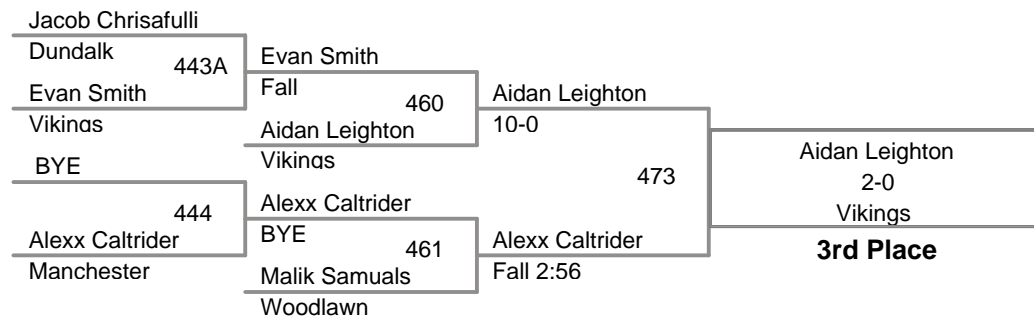 Jacob Chrisafulli
Dundalk
443A
Evan Smith
Vikings
Evan Smith
Fall
460
Aidan Leighton
Vikings
BYE
444
Alexx Caltrider
Manchester
Alexx Caltrider
BYE
461
Malik Samuals
Woodlawn
Aidan Leighton
10-0
473
Alexx Caltrider
Fall 2:56
Aidan Leighton
2-0
Vikings
3rd Place